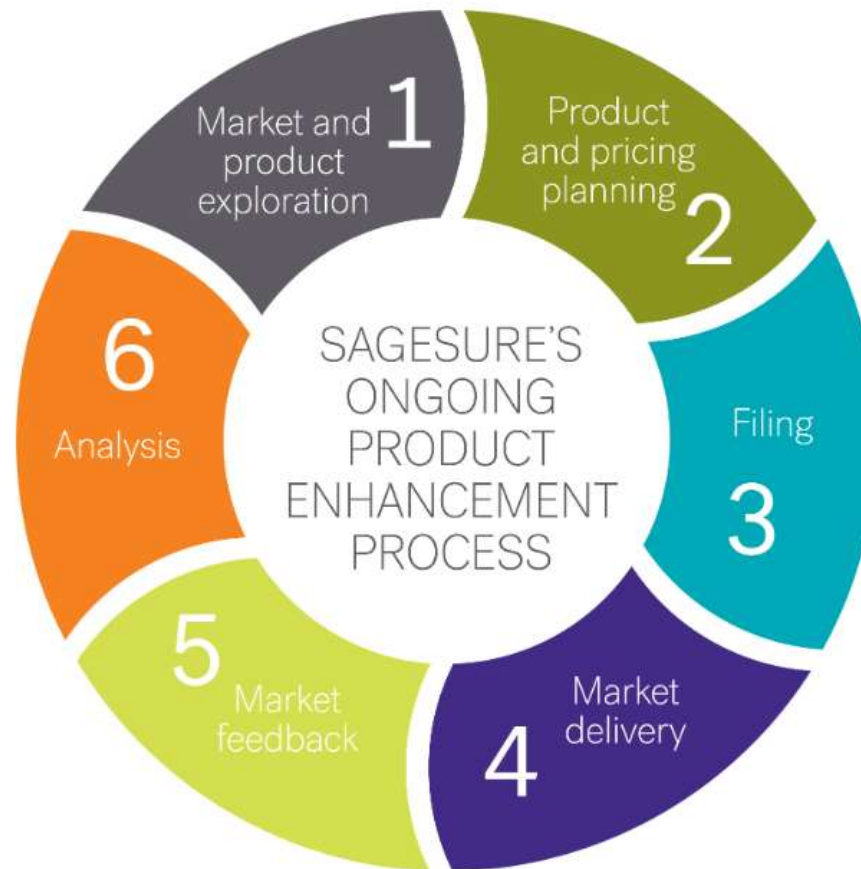 SAGESURE'S
ONGOING
PRODUCT
ENHANCEMENT
PROCESS
1
Market and
product
exploration
2
Product
and pricing
planning
3
Filing
4
Market
delivery
5
Market
feedback
6
Analysis